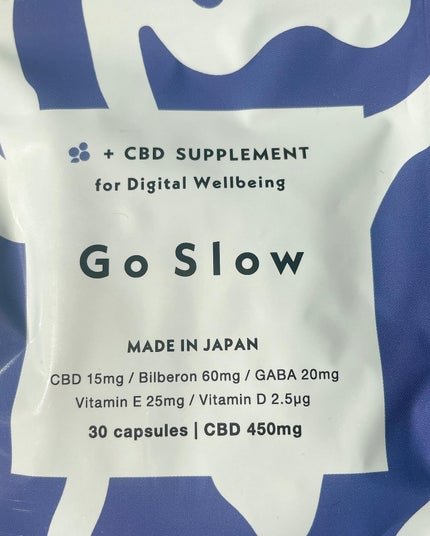 + CBD SUPPLEMENT
for Digital Wellbeing
Go Slow
MADE IN JAPAN
CBD 15mg / Bilberon 60mg / GABA 20mg
Vitamin E 25mg / Vitamin D 2.5μg
30 capsules | CBD 450mg